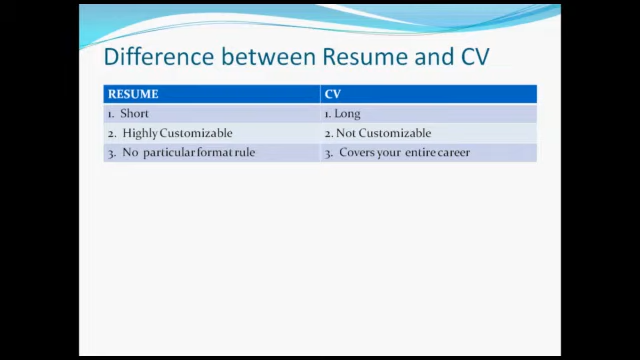 Difference between Resume and CV
RESUME CV
1. Short 1. Long
2. Highly Customizable 2. Not Customizable
3. No particular format rule 3. Covers your entire career